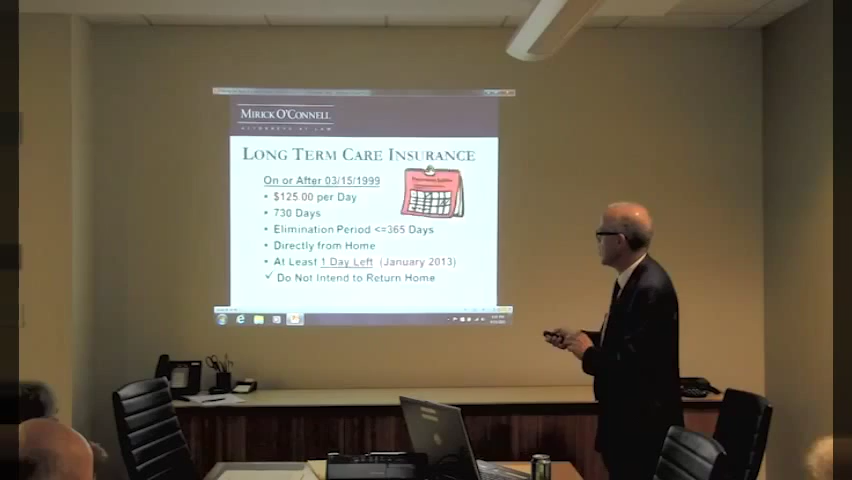 MIRICK O'CONNELL
ATTORNEYS AT LAW
LONG TERM CARE INSURANCE
On or After 03/15/1999
• $125.00 per Day
• 730 Days
• Elimination Period <=365 Days
• Directly from Home
• At Least 1 Day Left (January 2013)
✓ Do Not Intend to Return Home